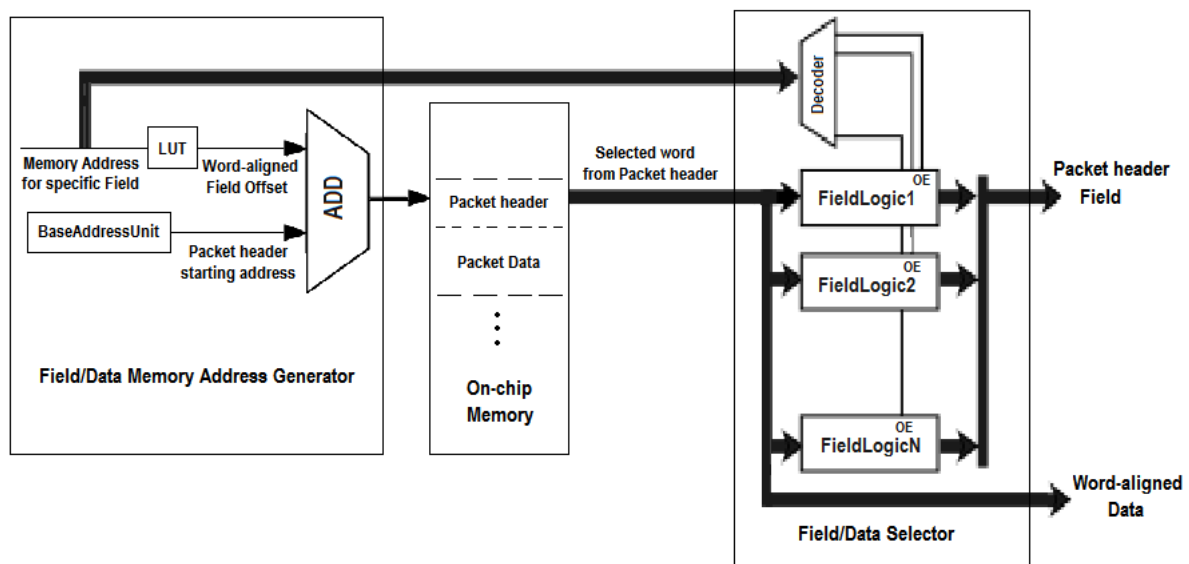 Memory Address
for specific Field
LUT
Word-aligned
Field Offset
BaseAddressUnit
Packet header
starting address
ADD
Field/Data Memory Address Generator
Packet header
Packet Data
On-chip
Memory
Selected word
from Packet header
Decoder
OE
FieldLogic1
OE
FieldLogic2
OE
FieldLogicN
Field/Data Selector
Packet header
Field
Word-aligned
Data